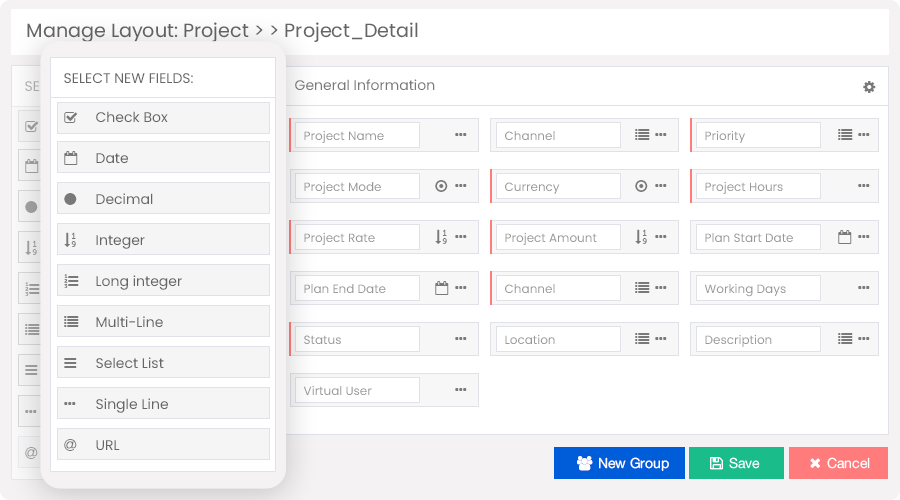 Manage Layout: Project > > Project_Detail
SE
SELECT NEW FIELDS:
Check Box
Date
Decimal
Integer
Long integer
Multi-Line
Select List
Single Line
@ URL
@
General Information
Project Name Channel Priority
Project Mode Currency Project Hours
Project Rate Project Amount Plan Start Date
Plan End Date Channel Working Days
Status Location Description
Virtual User
New Group Save Cancel